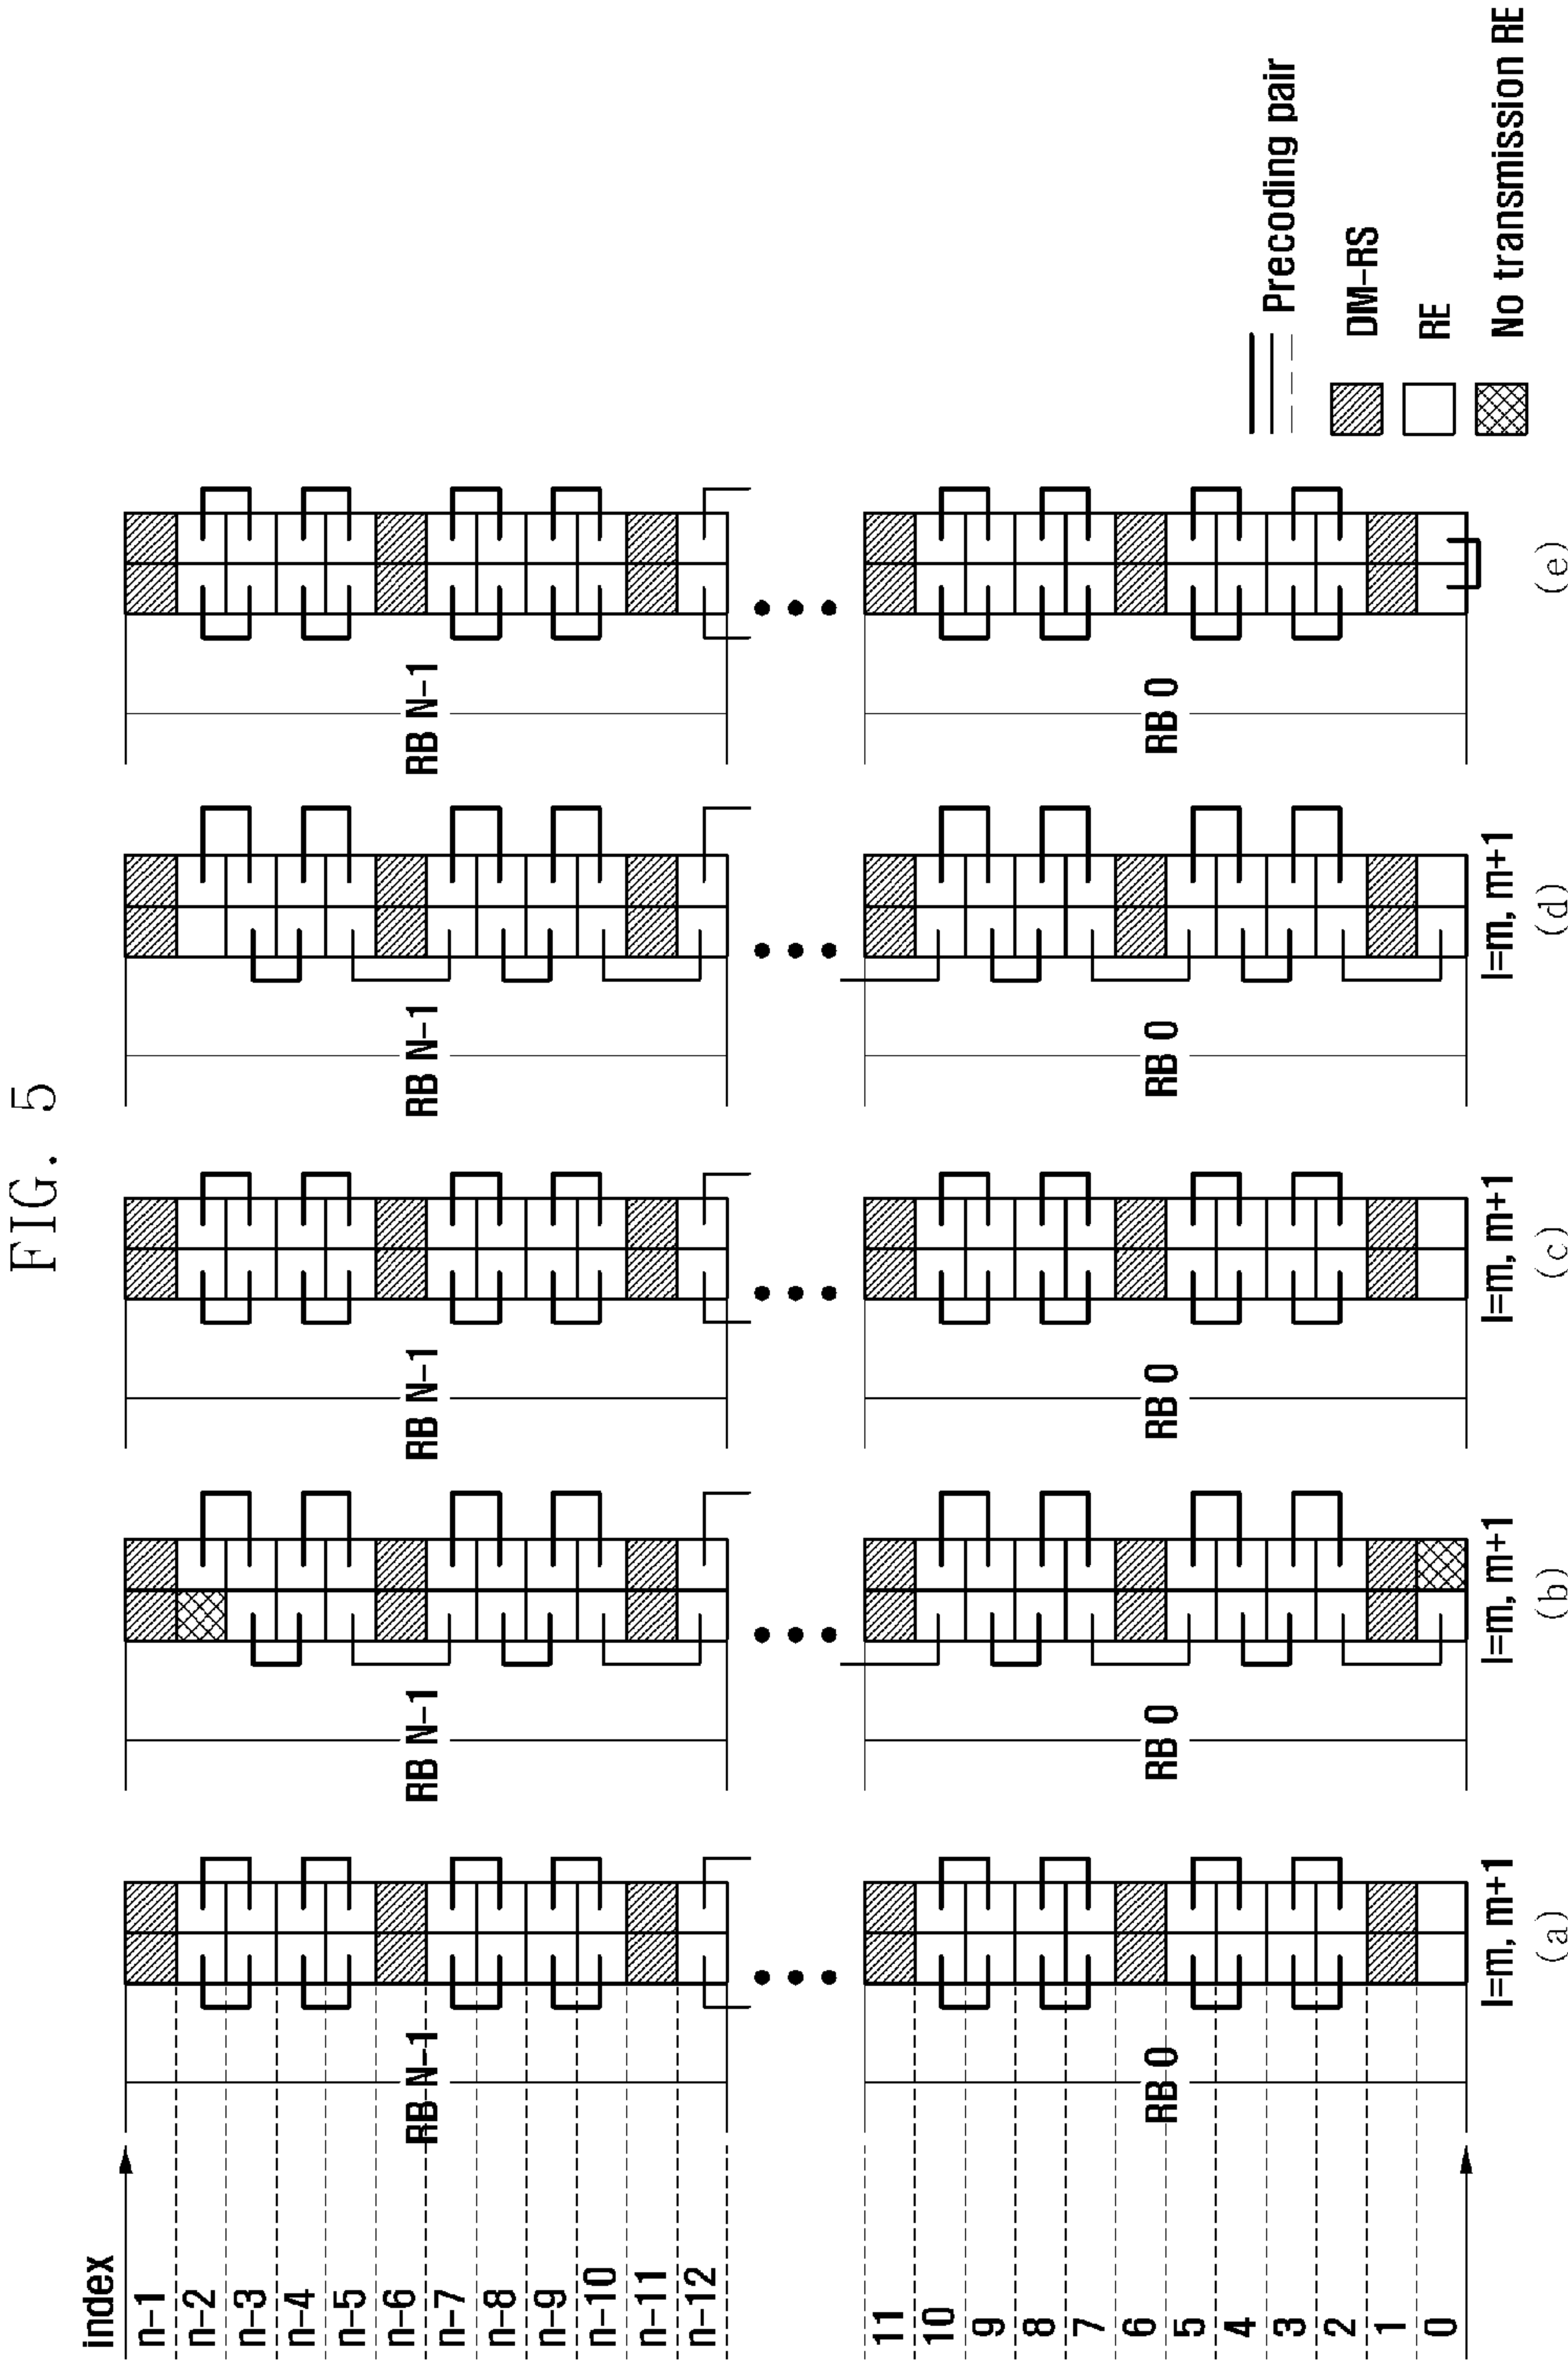 FIG. 5
index
n-1
n-2
n-3
n-4
n-5
n-6
n-7
n-8
n-9
n-10
n-11
n-12
11
10
9
8
7
6
5
4
3
2
1
0
RB N-1
RB 0
l=m, m+1
(a)
RB N-1
RB 0
l=m, m+1
(b)
RB N-1
RB 0
l=m, m+1
(c)
RB N-1
RB 0
l=m, m+1
(d)
RB N-1
RB 0
(e)
Precoding pair
DM-RS
RE
No transmission RE